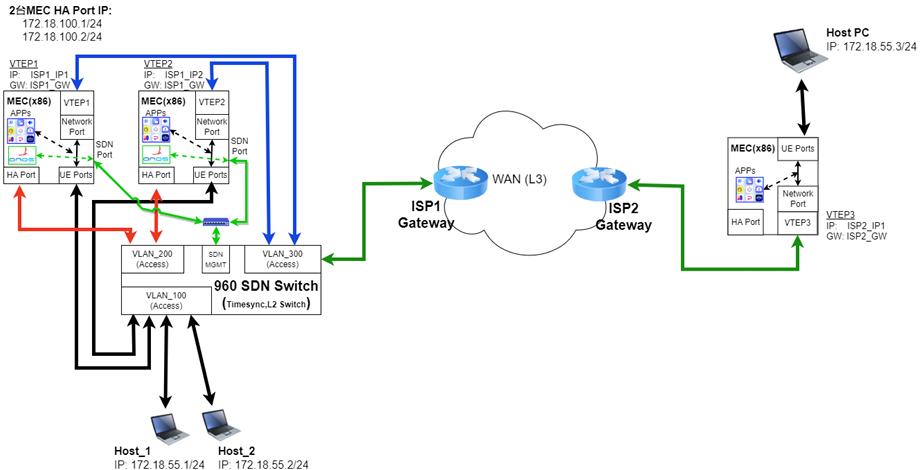 2台MEC HA Port IP:
172.18.100.1/24
172.18.100.2/24
VTEP1
IP: ISP1_IP1
GW: ISP1_GW
VTEP2
IP: ISP1_IP2
GW: ISP1_GW
MEC(x86)
VTEP1
APPs
Network
Port
SDN
Port
onos
HA Port
UE Ports
MEC(x86)
VTEP2
APPs
Network
Port
SDN
Port
onos
HA Port
UE Ports
VLAN_200
(Access)
SDN
MGMT
VLAN_300
(Access)
960 SDN Switch
(Timesync,L2 Switch)
VLAN_100
(Access)
Host_1
IP: 172.18.55.1/24
Host_2
IP: 172.18.55.2/24
WAN (L3)
ISP1
Gateway
ISP2
Gateway
Host PC
IP: 172.18.55.3/24
MEC(x86)
UE Ports
APPs
Network
Port
HA Port
VTEP3
VTEP3
IP: ISP2_IP1
GW: ISP2_GW